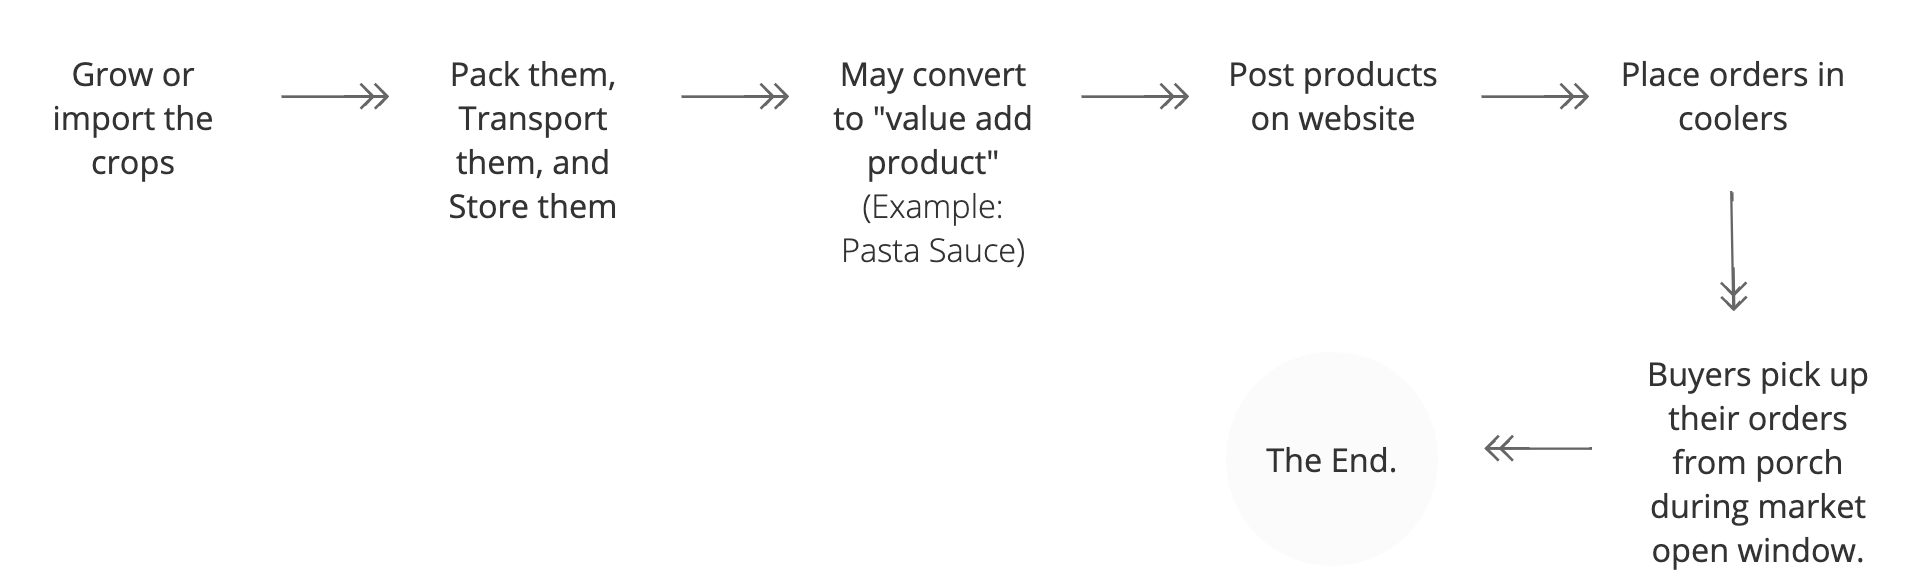 Grow or
import the
crops
Pack them,
Transport
them, and
Store them
May convert
to "value add
product"
(Example:
Pasta Sauce)
Post products
on website
Place orders in
coolers
Buyers pick up
their orders
from porch
during market
open window.
The End.